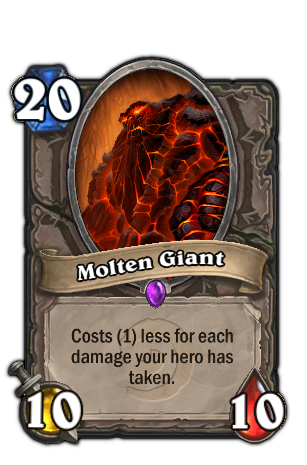 20
Molten Giant
Costs (1) less for each
damage your hero has
taken.
10
10